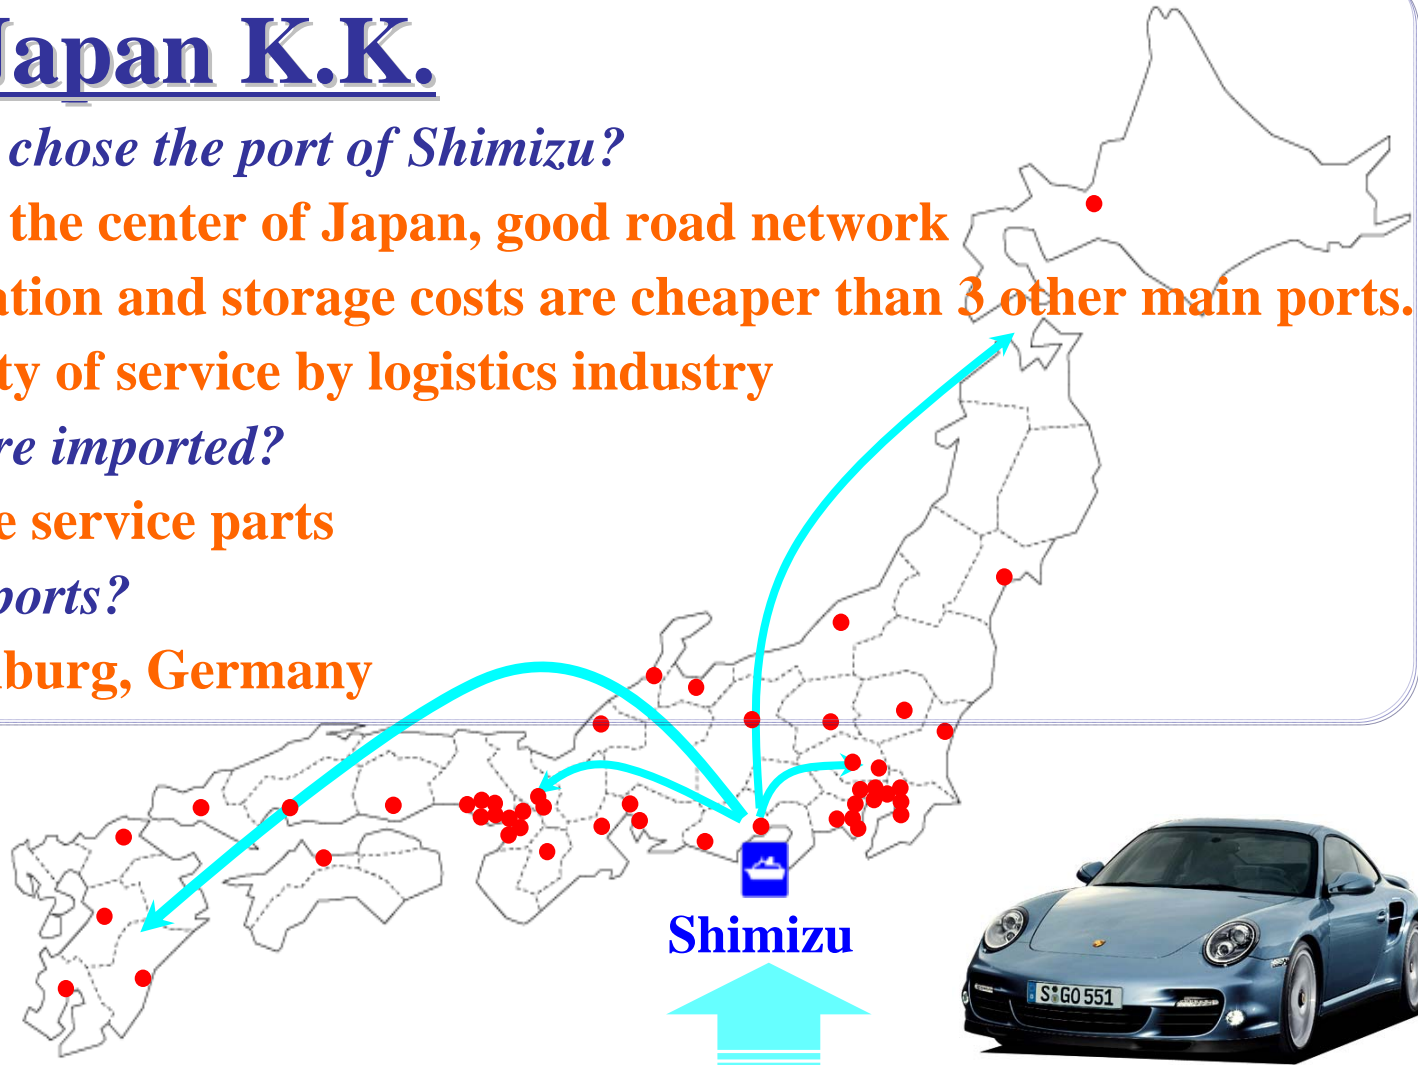 Japan K.K.
chose the port of Shimizu?
the center of Japan, good road network
ation and storage costs are cheaper than 3 other main ports.
ty of service by logistics industry
re imported?
e service parts
ports?
burg, Germany
Shimizu
S GO 551